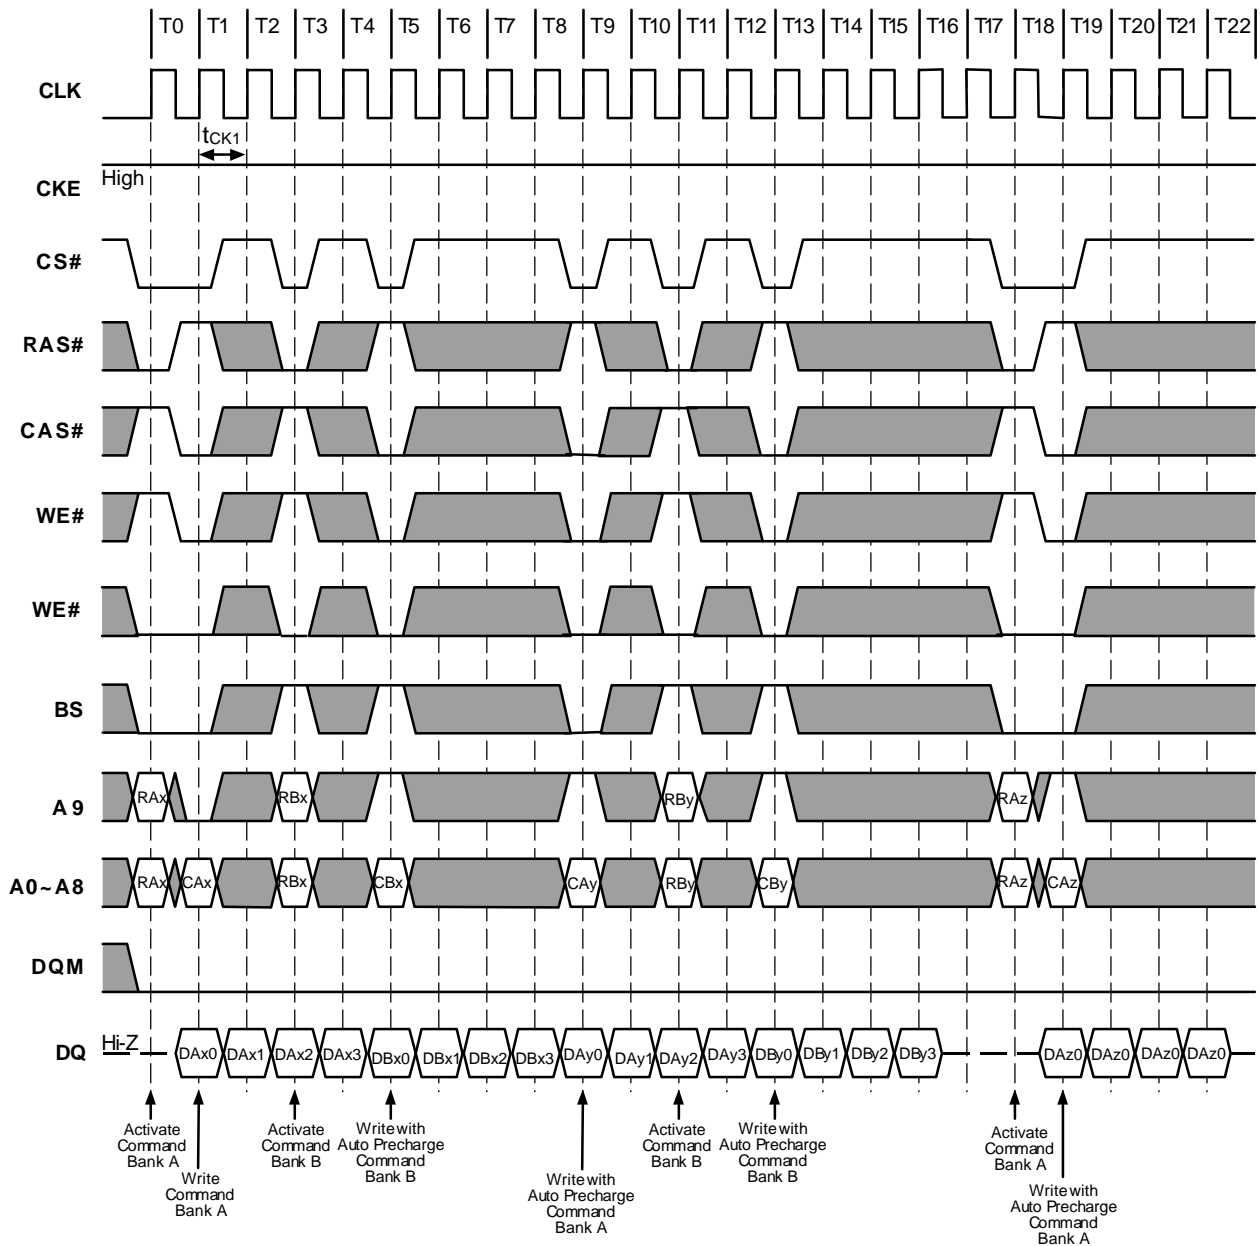 T0 T1 T2 T3 T4 T5 T6 T7 T8 T9 T10 T11 T12 T13 T14 T15 T16 T17 T18 T19 T20 T21 T22
CLK
tCK1
High
CKE
CS#
RAS#
CAS#
WE#
WE#
BS
A9
RAx RBx RBy RAz
A0~A8
RAx CAx RBx CBx CAy RBy CBy RAz CAz
DQM
DQ
Hi-Z
DAx0 DAx1 DAx2 DAx3 DBx0 DBx1 DBx2 DBx3 DAy0 DAy1 DAy2 DAy3 DBy0 DBy1 DBy2 DBy3 DAz0 DAz0 DAz0 DAz0
Activate
Command
Bank A
Write
Command
Bank A
Activate
Command
Bank B
Write with
Auto Precharge
Command
Bank B
Write with
Auto Precharge
Command
Bank A
Activate
Command
Bank B
Write with
Auto Precharge
Command
Bank B
Activate
Command
Bank A
Write with
Auto Precharge
Command
Bank A